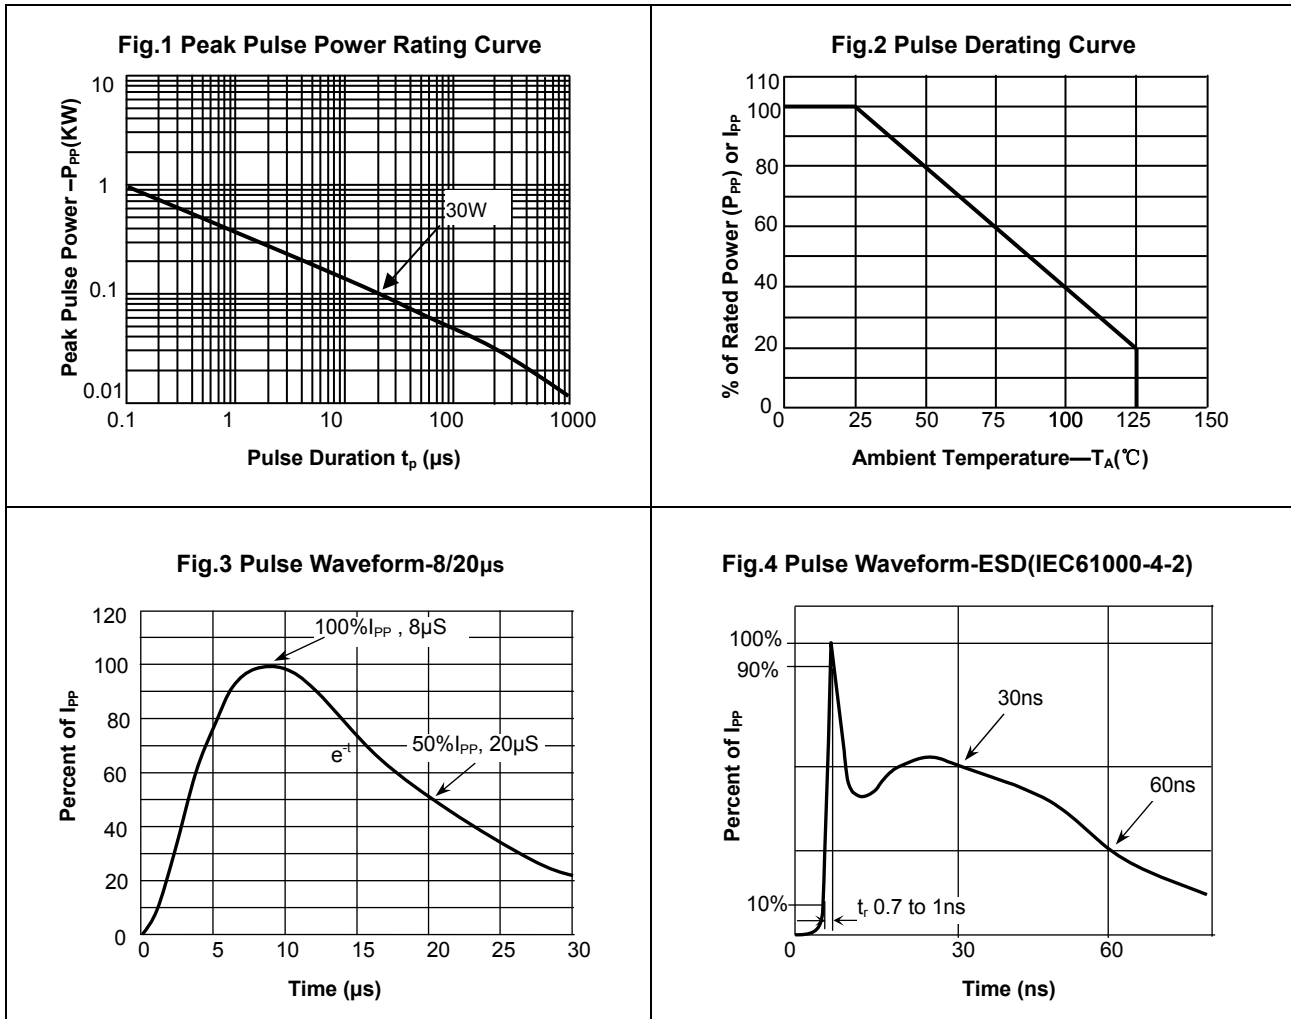 Fig.1 Peak Pulse Power Rating Curve
Peak Pulse Power –PPP(KW)
10
1
0.1
0.01
30W
0.1 1 10 100 1000
Pulse Duration tp (µs)
Fig.2 Pulse Derating Curve
% of Rated Power (PPP) or IPP
110
100
80
60
40
20
0
0 25 50 75 100 125 150
Ambient Temperature—TA(℃)
Fig.3 Pulse Waveform-8/20µs
Percent of IPP
120
100
80
60
40
20
0
100%IPP , 8µS
e-t
50%IPP, 20µS
0 5 10 15 20 25 30
Time (µs)
Fig.4 Pulse Waveform-ESD(IEC61000-4-2)
Percent of IPP
100%
90%
10%
30ns
60ns
tr 0.7 to 1ns
0 30 60
Time (ns)